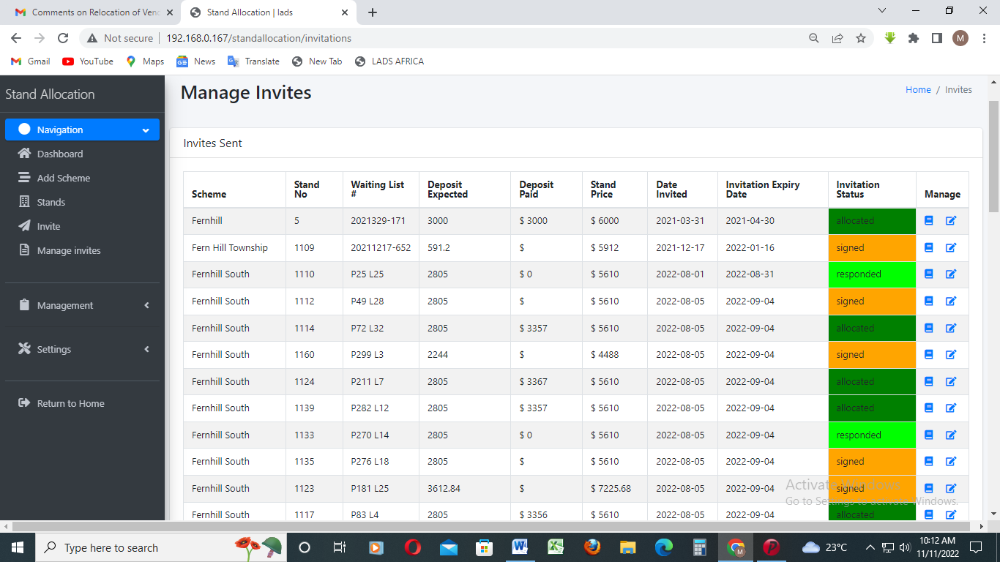 Comments on Relocation of Venc
Stand Allocation | lads
Not secure
192.168.0.167/standallocation/invitations
M
Gmail YouTube Maps News Translate New Tab LADS AFRICA
Stand Allocation
Navigation
Dashboard
Add Scheme
Stands
Invite
Manage invites
Management
Settings
Return to Home
Manage Invites
Home / Invites
Invites Sent
Scheme Stand No Waiting List # Deposit Expected Deposit Paid Stand Price Date Invited Invitation Expiry Date Invitation Status Manage
Fernhill 5 2021329-171 3000 $ 3000 $ 6000 2021-03-31 2021-04-30 allocated
Fern Hill Township 1109 20211217-652 591.2 $ $ 5912 2021-12-17 2022-01-16 signed
Fernhill South 1110 P25 L25 2805 $ 0 $ 5610 2022-08-01 2022-08-31 responded
Fernhill South 1112 P49 L28 2805 $ $ 5610 2022-08-05 2022-09-04 signed
Fernhill South 1114 P72 L32 2805 $ 3357 $ 5610 2022-08-05 2022-09-04 allocated
Fernhill South 1160 P299 L3 2244 $ $ 4488 2022-08-05 2022-09-04 signed
Fernhill South 1124 P211 L7 2805 $ 3367 $ 5610 2022-08-05 2022-09-04 allocated
Fernhill South 1139 P282 L12 2805 $ 3357 $ 5610 2022-08-05 2022-09-04 allocated
Fernhill South 1133 P270 L14 2805 $ 0 $ 5610 2022-08-05 2022-09-04 responded
Fernhill South 1135 P276 L18 2805 $ $ 5610 2022-08-05 2022-09-04 signed
Fernhill South 1123 P181 L25 3612.84 $ $ 7225.68 2022-08-05 2022-09-04 signed
Fernhill South 1117 P83 L4 2805 $ 3356 $ 5610 2022-08-05 2022-09-04 allocated
Activate Windows
Go to Settings to activate Windows.
Type here to search
23°C
10:12 AM
11/11/2022